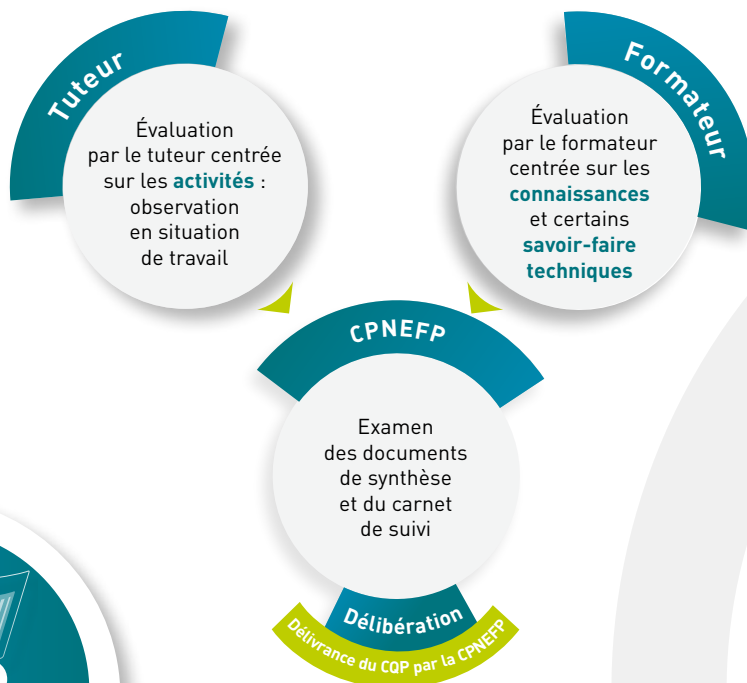 Tuteur
Évaluation
par le tuteur centrée
sur les activités :
observation
en situation
de travail
Formateur
Évaluation
par le formateur
centrée sur les
connaissances
et certains
savoir-faire
techniques
CPNEFP
Examen
des documents
de synthèse
et du carnet
de suivi
Délibération
Délivrance du CQP par la CPNEFP